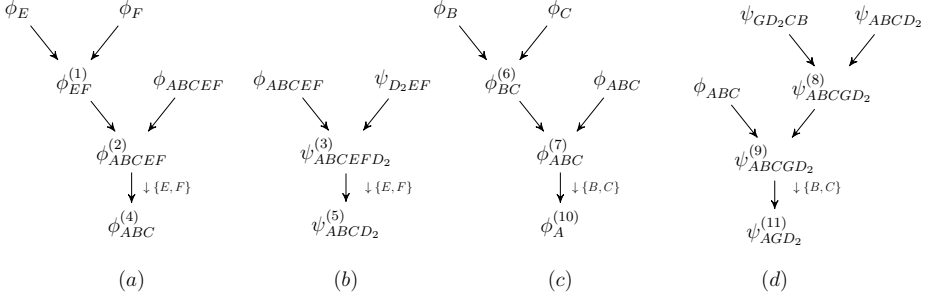 ϕ_E ϕ_F ϕ_B ϕ_C ψ_{GD_2CB} ψ_{ABCD_2}
ϕ^{(1)}_{EF} ϕ_{ABCEF} ϕ_{ABCEF} ψ_{D_2EF} ϕ^{(6)}_{BC} ϕ_{ABC} ϕ_{ABC} ψ^{(8)}_{ABCGD_2}
ϕ^{(2)}_{ABCEF} ψ^{(3)}_{ABCEFD_2} ϕ^{(7)}_{ABC} ψ^{(9)}_{ABCGD_2}
↓{E,F} ↓{E,F} ↓{B,C} ↓{B,C}
ϕ^{(4)}_{ABC} ψ^{(5)}_{ABCD_2} ϕ^{(10)}_A ψ^{(11)}_{AGD_2}
(a) (b) (c) (d)